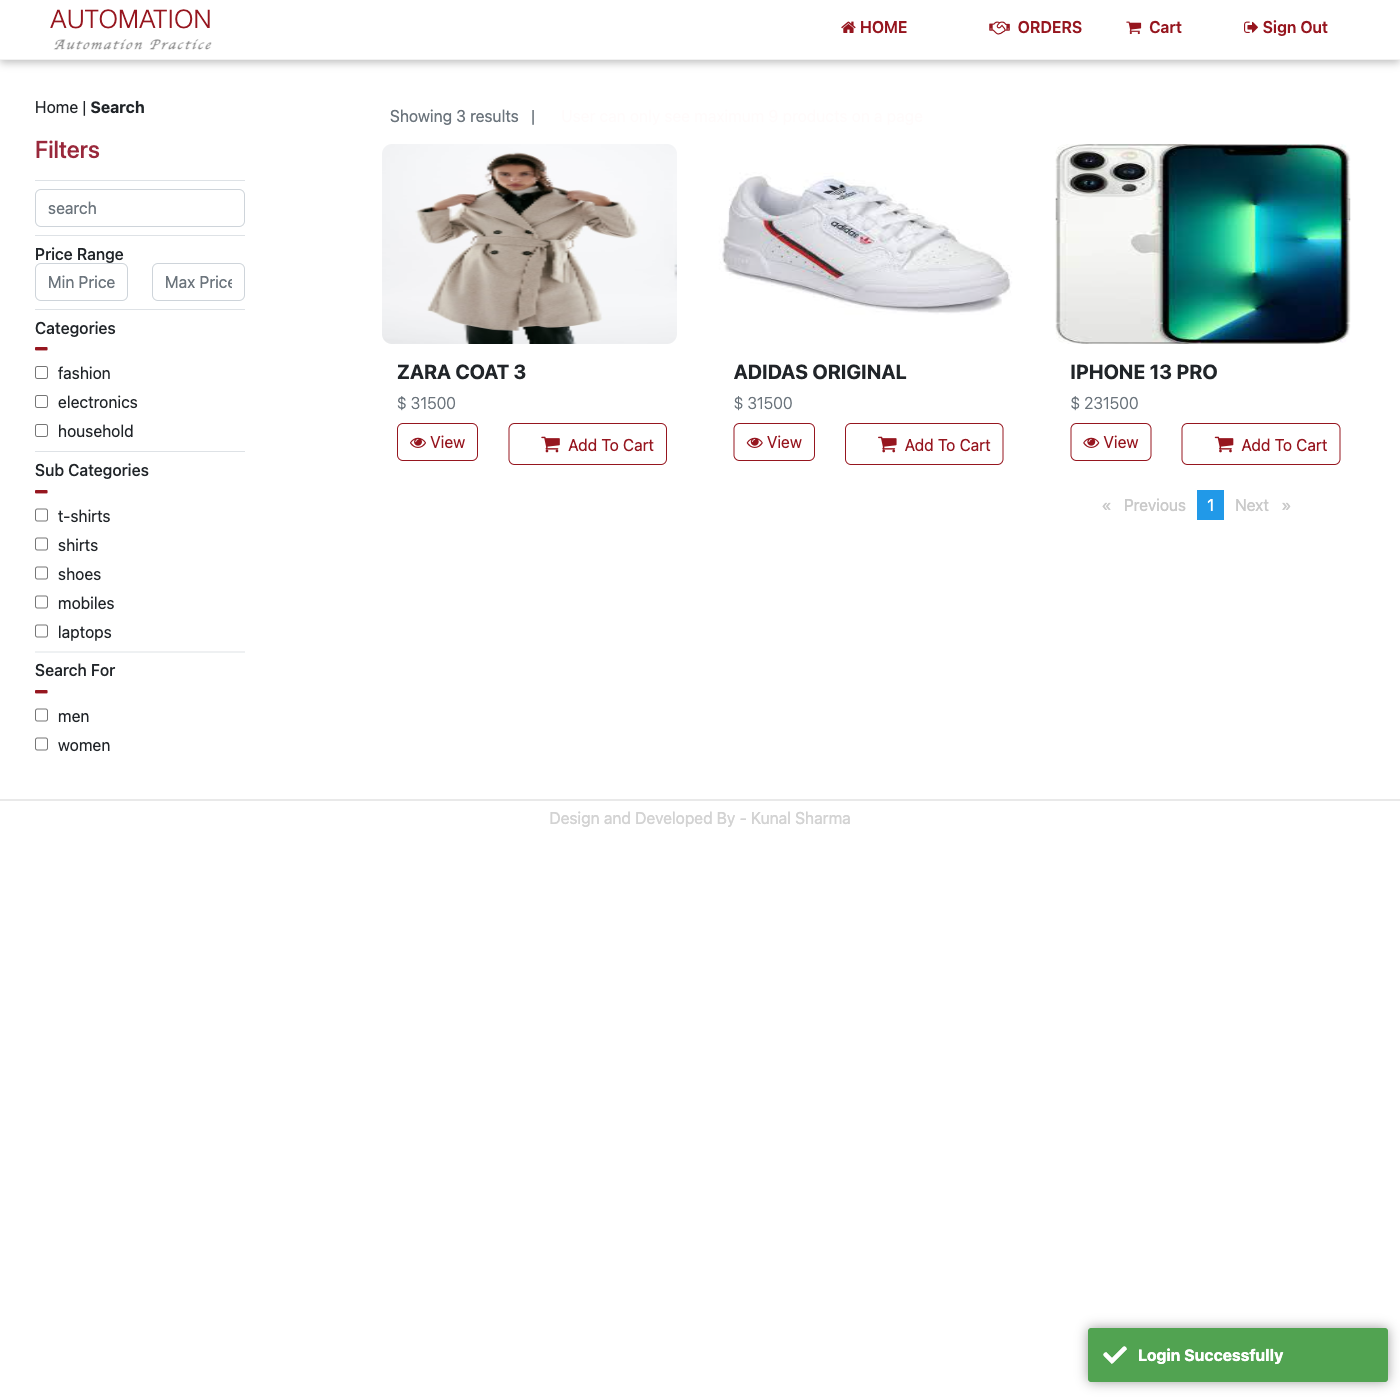 AUTOMATION
Automation Practice
HOME
ORDERS
Cart
Sign Out
Home | Search
Filters
search
Price Range
Min Price
Max Price
Categories
fashion
electronics
household
Sub Categories
t-shirts
shirts
shoes
mobiles
laptops
Search For
men
women
Showing 3 results |
adidas
ZARA COAT 3
$ 31500
View
Add To Cart
ADIDAS ORIGINAL
$ 31500
View
Add To Cart
IPHONE 13 PRO
$ 231500
View
Add To Cart
« Previous 1 Next »
Design and Developed By - Kunal Sharma
Login Successfully